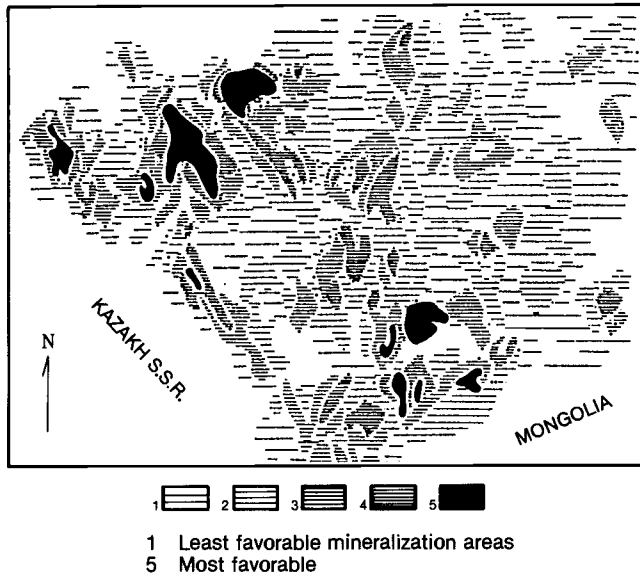 N
KAZAKH S.S.R.
MONGOLIA
1 2 3 4 5
1 Least favorable mineralization areas
5 Most favorable